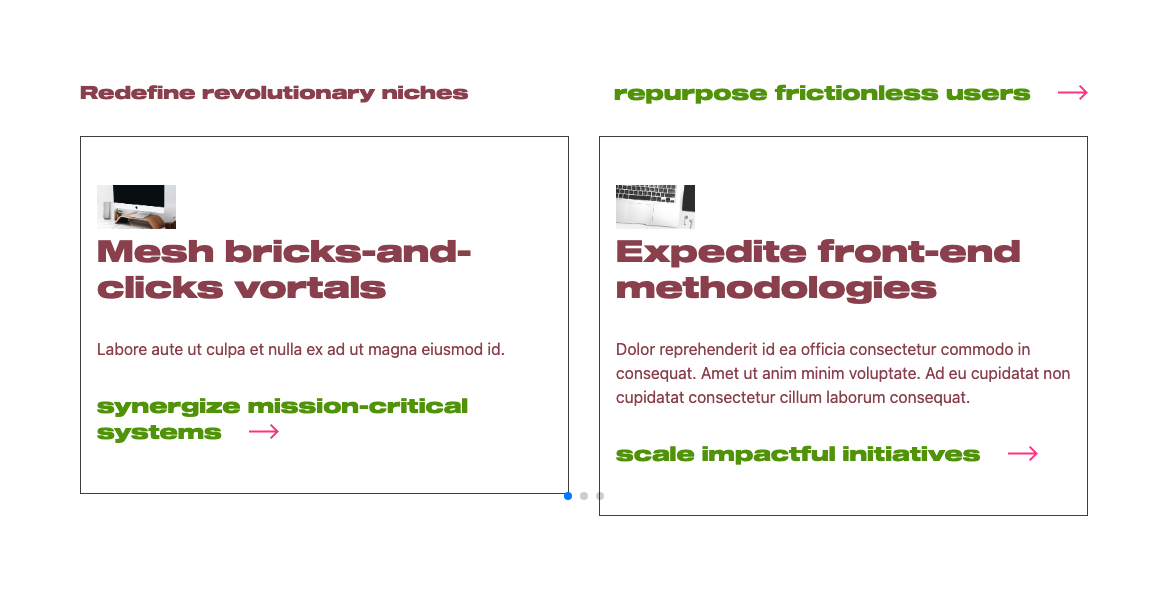 Redefine revolutionary niches
repurpose frictionless users
Mesh bricks-and-
clicks vortals
Labore aute ut culpa et nulla ex ad ut magna eiusmod id.
synergize mission-critical
systems
Expedite front-end
methodologies
Dolor reprehenderit id ea officia consectetur commodo in
consequat. Amet ut anim minim voluptate. Ad eu cupidatat non
cupidatat consectetur cillum laborum consequat.
scale impactful initiatives